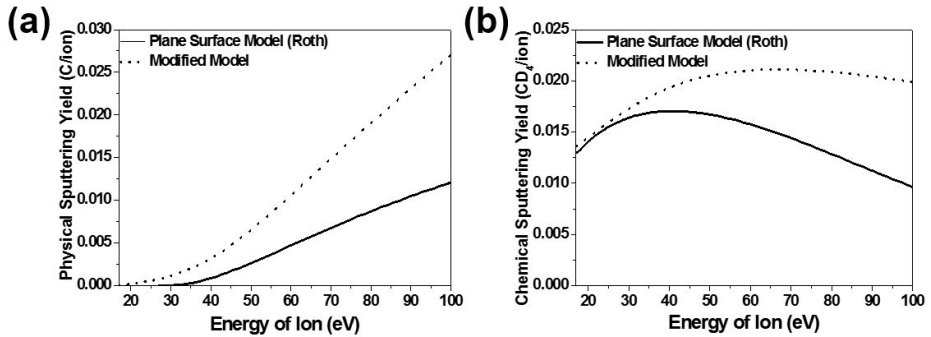 (a)
Plane Surface Model (Roth)
Modified Model
Physical Sputtering Yield (C/ion)
0.030
0.025
0.020
0.015
0.010
0.005
0.000
20 30 40 50 60 70 80 90 100
Energy of Ion (eV)
(b)
Plane Surface Model (Roth)
Modified Model
Chemical Sputtering Yield (CD₄/ion)
0.025
0.020
0.015
0.010
0.005
0.000
20 30 40 50 60 70 80 90 100
Energy of Ion (eV)